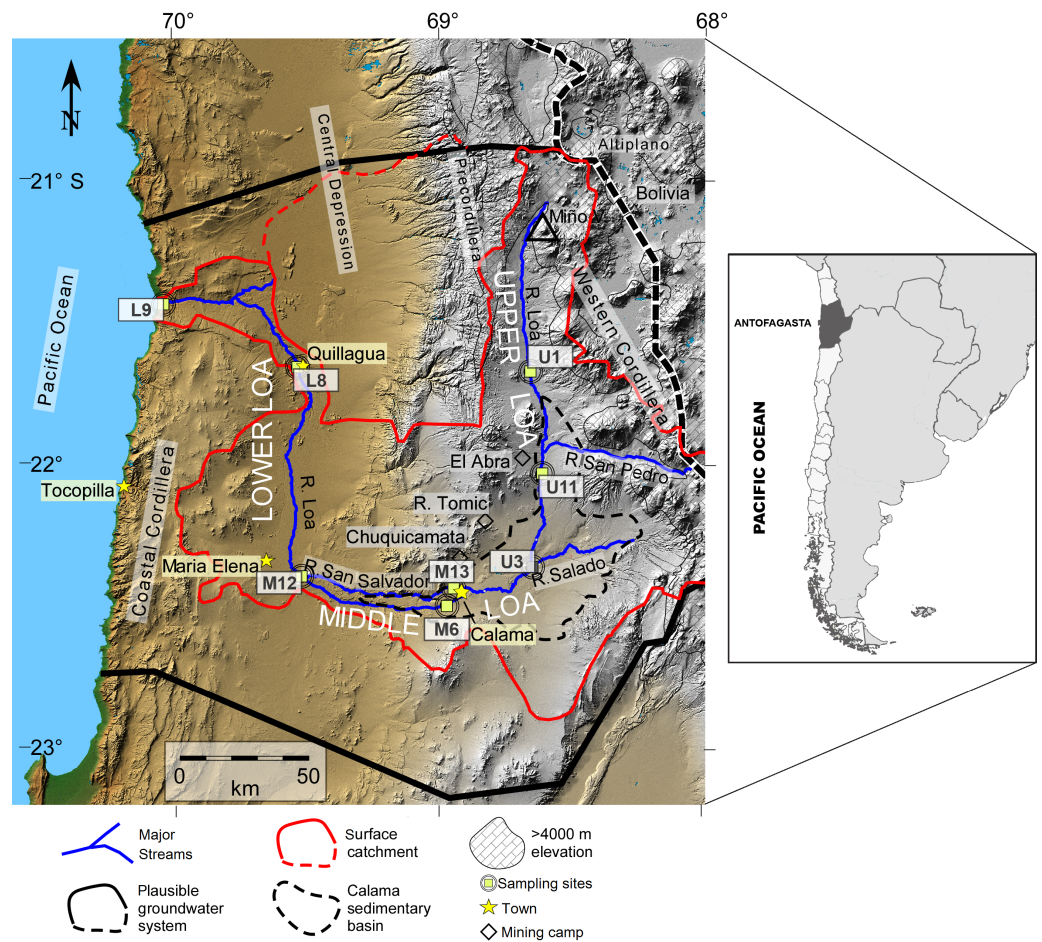 70°
69°
68°
N
21° S
22°
23°
Central Depression
Precordillera
Altiplano
Bolivia
Miño V.
Pacific Ocean
L9
UPPER LOA
R. Loa
Western Cordillera
Quillagua
L8
U1
LOWER LOA
R. Loa
El Abra
R.San Pedro
U11
Tocopilla
Coastal Cordillera
R. Tomic
Chuquicamata
Maria Elena
M12
R. San Salvador
M13
U3
R.Salado
MIDDLE LOA
M6
Calama
0 50
km
ANTOFAGASTA
PACIFIC OCEAN
Major
Streams
Surface
catchment
>4000 m
elevation
Plausible
groundwater
system
Calama
sedimentary
basin
Sampling sites
Town
Mining camp